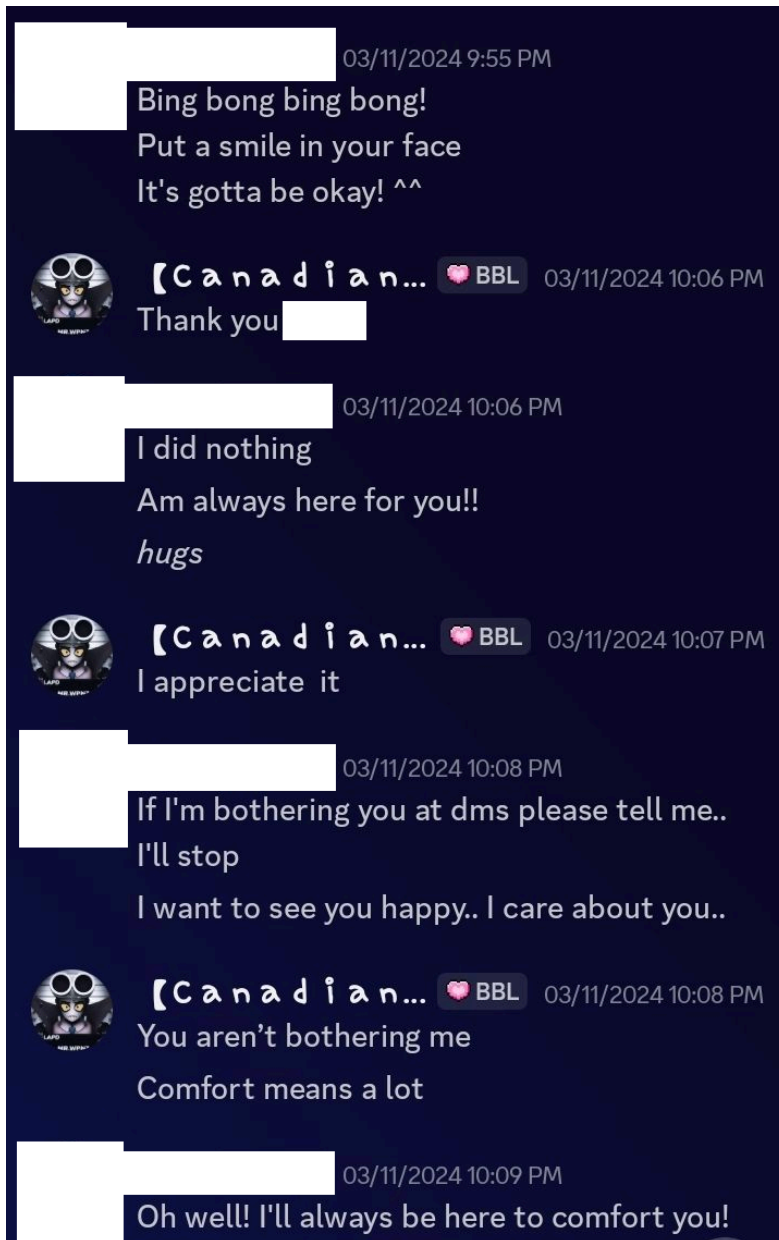 03/11/2024 9:55 PM
Bing bong bing bong!
Put a smile in your face
It's gotta be okay! ^^
【Canadian... BBL 03/11/2024 10:06 PM
Thank you
03/11/2024 10:06 PM
I did nothing
Am always here for you!!
hugs
【Canadian... BBL 03/11/2024 10:07 PM
I appreciate it
03/11/2024 10:08 PM
If I'm bothering you at dms please tell me..
I'll stop
I want to see you happy.. I care about you..
【Canadian... BBL 03/11/2024 10:08 PM
You aren’t bothering me
Comfort means a lot
03/11/2024 10:09 PM
Oh well! I'll always be here to comfort you!